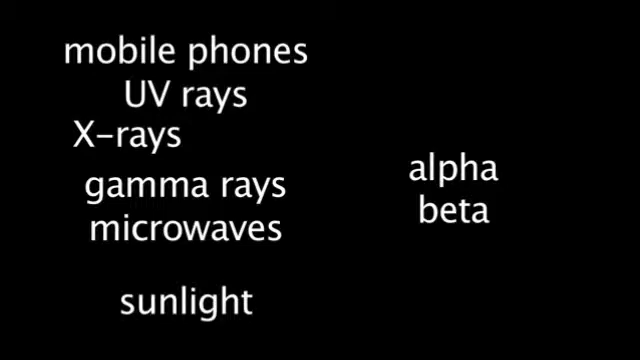 mobile phones
UV rays
X-rays
gamma rays
microwaves
sunlight
alpha
beta